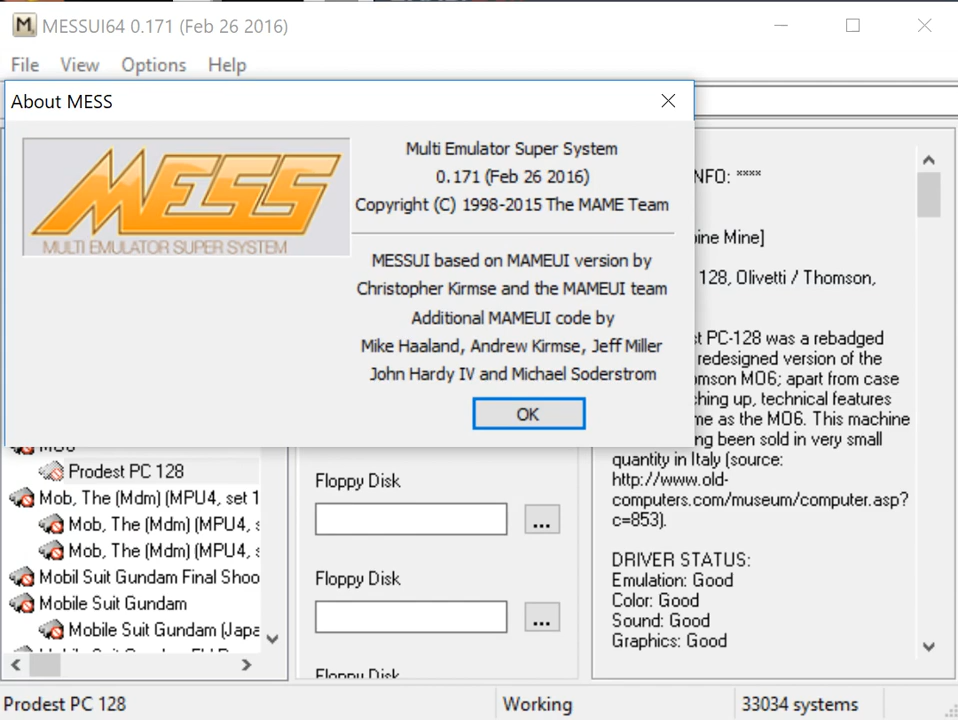 MESSUI64 0.171 (Feb 26 2016)
File View Options Help
About MESS
MESS
MULTI EMULATOR SUPER SYSTEM
Multi Emulator Super System
0.171 (Feb 26 2016)
Copyright (C) 1998-2015 The MAME Team
MESSUI based on MAMEUI version by
Christopher Kirmse and the MAMEUI team
Additional MAMEUI code by
Mike Haaland, Andrew Kirmse, Jeff Miller
John Hardy IV and Michael Soderstrom
OK
Prodest PC 128
Mob, The (Mdm) (MPU4, set 1
Mob, The (Mdm) (MPU4, s
Mob, The (Mdm) (MPU4, s
Mobil Suit Gundam Final Shoo
Mobile Suit Gundam
Mobile Suit Gundam (Japa
Floppy Disk
...
Floppy Disk
...
Floppy Disk
NFO: ****
ine Mine]
128, Olivetti / Thomson,
t PC-128 was a rebadged
redesigned version of the
mson MO6; apart from case
hing up, technical features
me as the MO6. This machine
ng been sold in very small
quantity in Italy (source:
http://www.old-
computers.com/museum/computer.asp?
c=853).
DRIVER STATUS:
Emulation: Good
Color: Good
Sound: Good
Graphics: Good
Prodest PC 128
Working
33034 systems